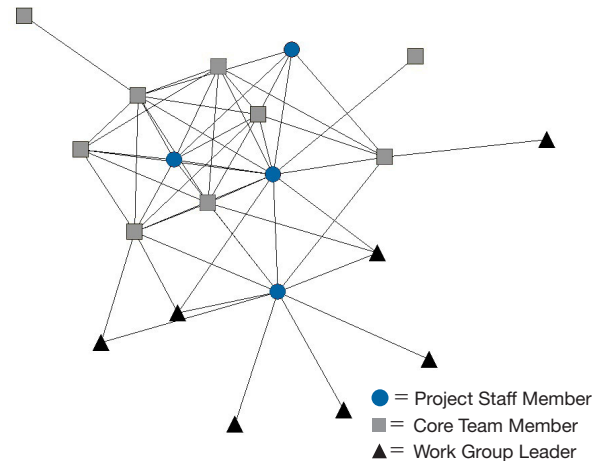 = Project Staff Member
= Core Team Member
= Work Group Leader